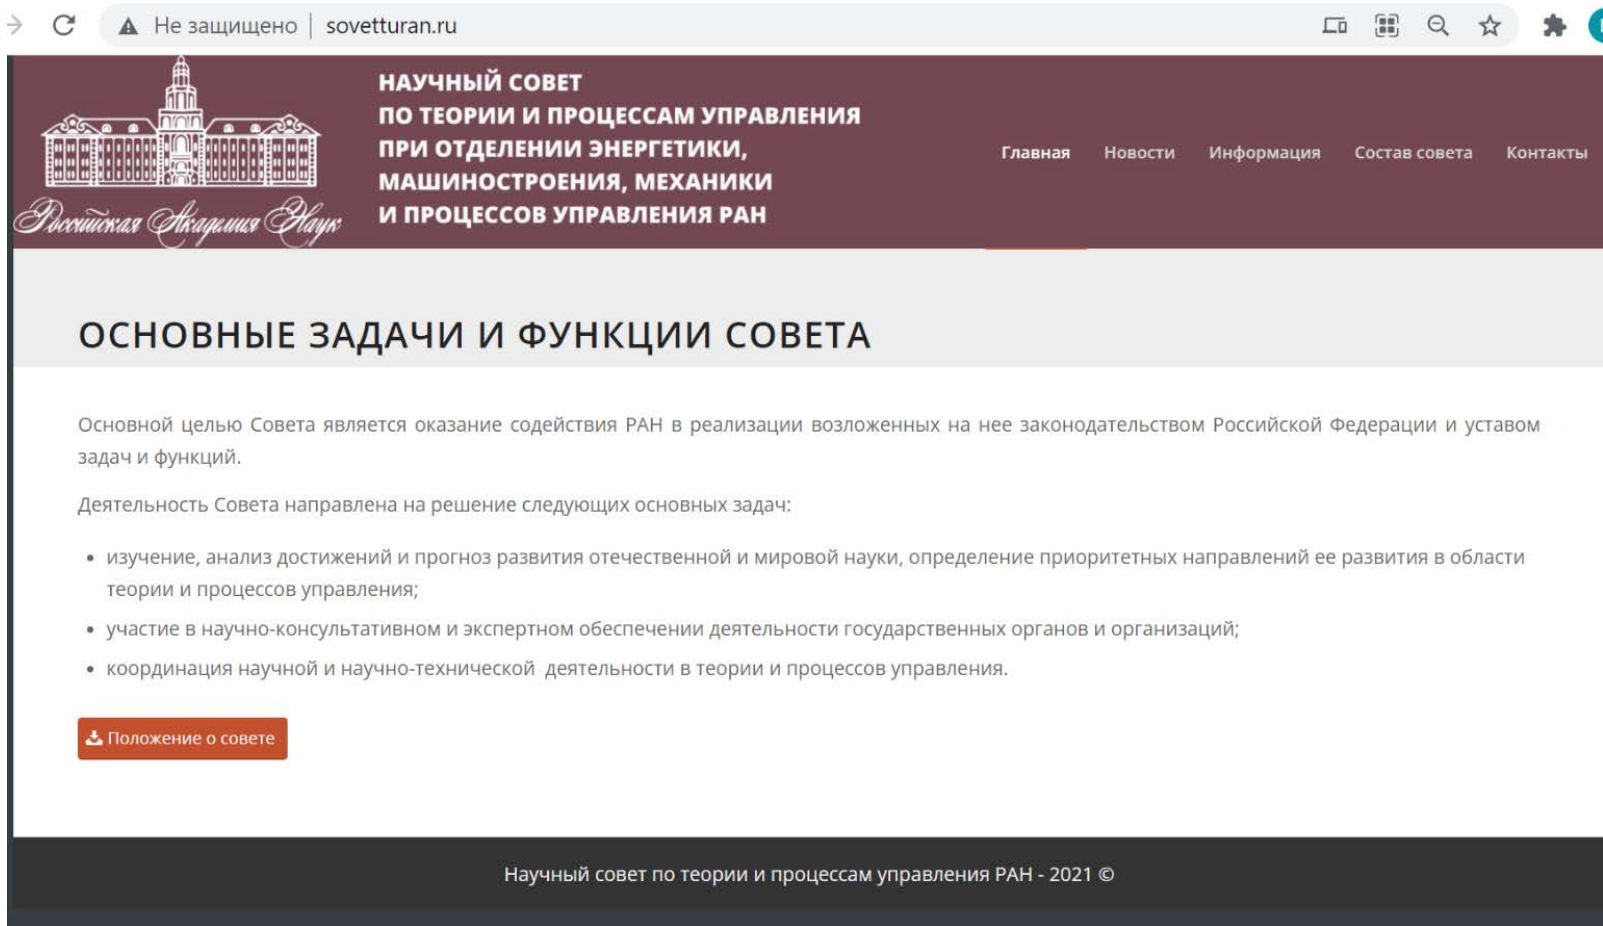 Не защищено | sovetturan.ru
НАУЧНЫЙ СОВЕТ
ПО ТЕОРИИ И ПРОЦЕССАМ УПРАВЛЕНИЯ
ПРИ ОТДЕЛЕНИИ ЭНЕРГЕТИКИ,
МАШИНОСТРОЕНИЯ, МЕХАНИКИ
И ПРОЦЕССОВ УПРАВЛЕНИЯ РАН
Российская Академия Наук
Главная Новости Информация Состав совета Контакты
ОСНОВНЫЕ ЗАДАЧИ И ФУНКЦИИ СОВЕТА
Основной целью Совета является оказание содействия РАН в реализации возложенных на нее законодательством Российской Федерации и уставом
задач и функций.
Деятельность Совета направлена на решение следующих основных задач:
• изучение, анализ достижений и прогноз развития отечественной и мировой науки, определение приоритетных направлений ее развития в области
теории и процессов управления;
• участие в научно-консультативном и экспертном обеспечении деятельности государственных органов и организаций;
• координация научной и научно-технической деятельности в теории и процессов управления.
Положение о совете
Научный совет по теории и процессам управления РАН - 2021 ©